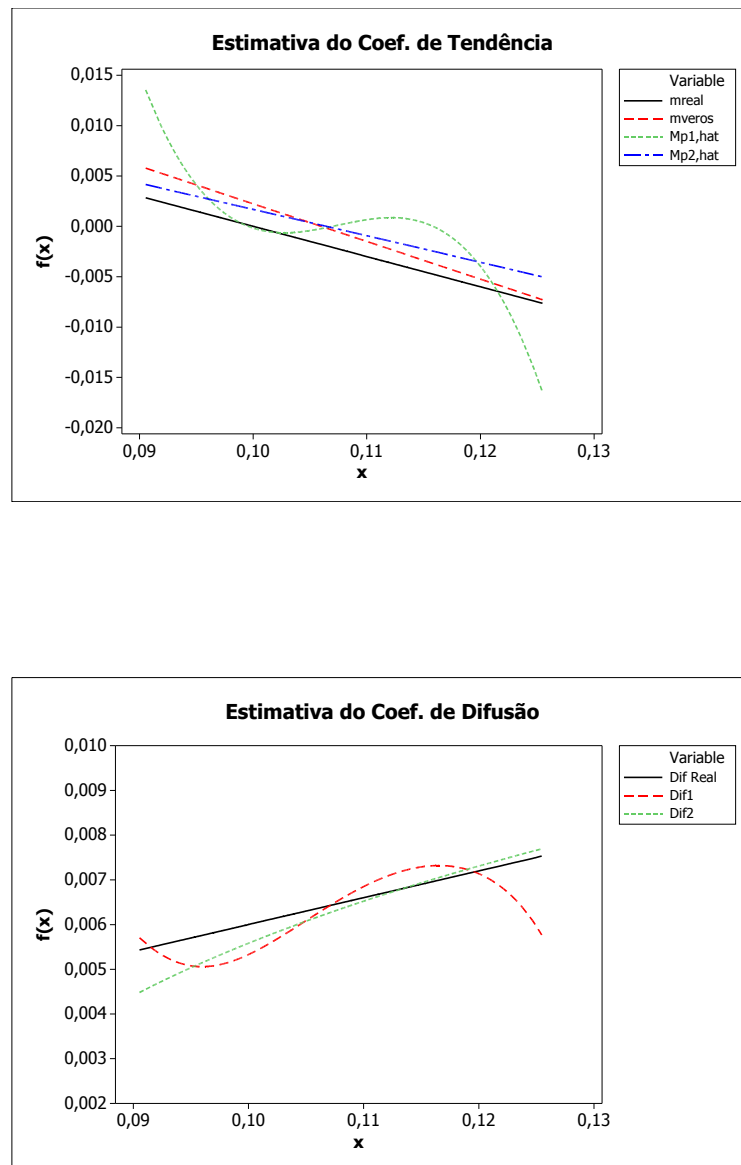 Estimativa do Coef. de Tendência
0,015
0,010
0,005
0,000
-0,005
-0,010
-0,015
-0,020
f(x)
0,09 0,10 0,11 0,12 0,13
x
Variable
mreal
mveros
Mp1,hat
Mp2,hat
Estimativa do Coef. de Difusão
0,010
0,009
0,008
0,007
0,006
0,005
0,004
0,003
0,002
f(x)
0,09 0,10 0,11 0,12 0,13
x
Variable
Dif Real
Dif1
Dif2